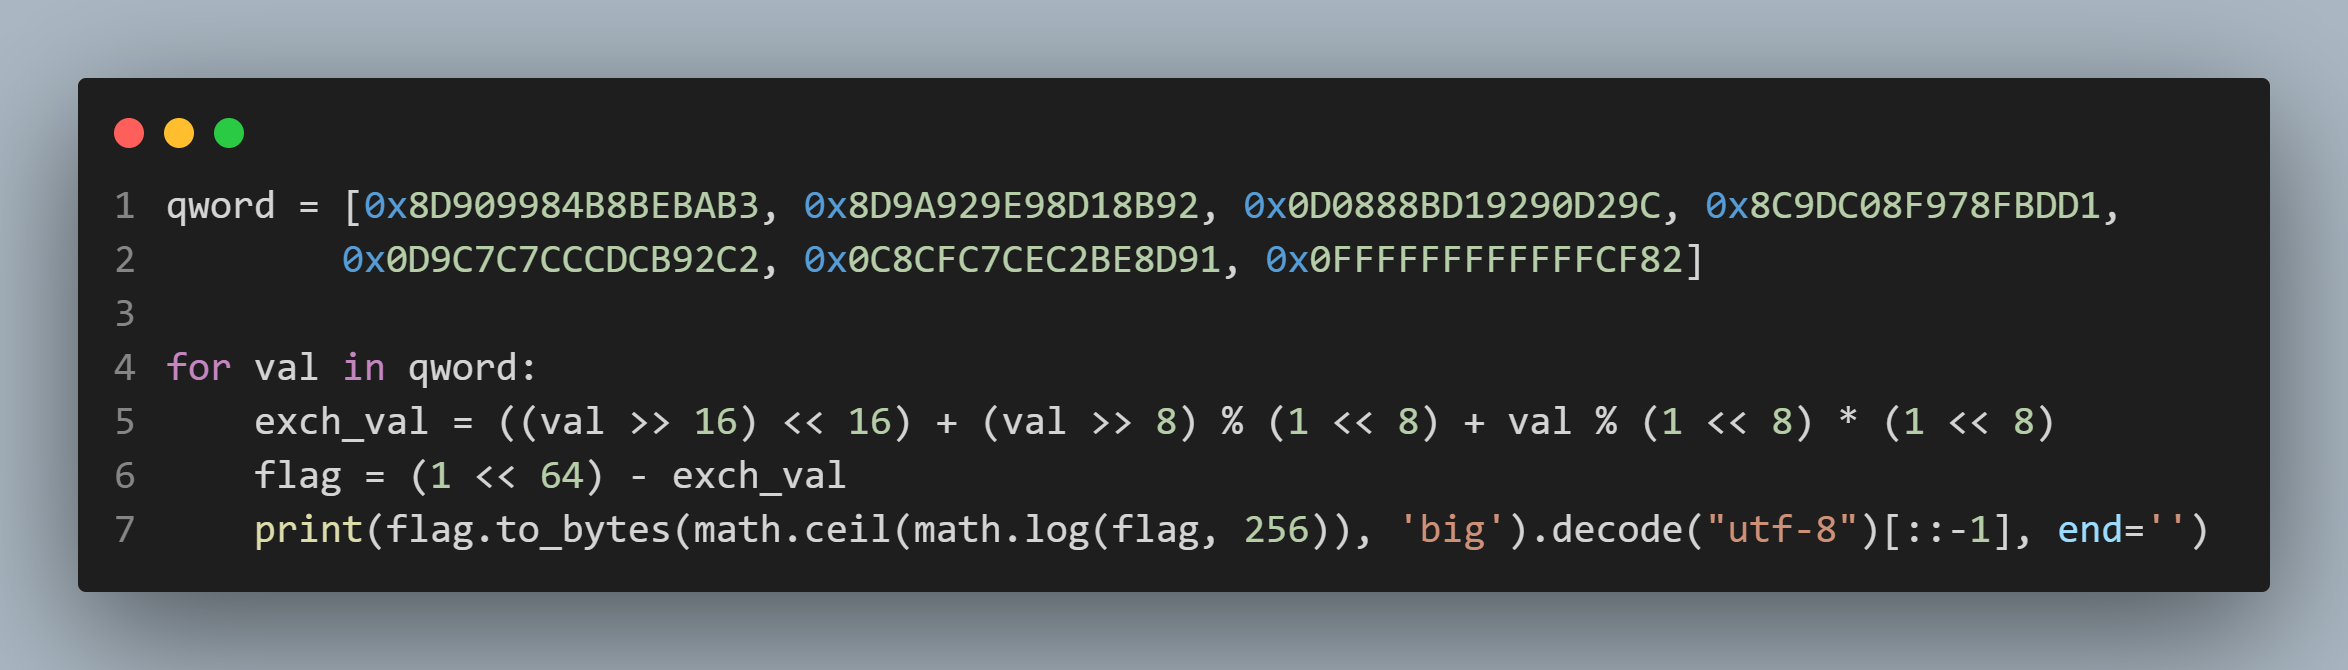 1 qword = [0x8D909984B8BEBAB3, 0x8D9A929E98D18B92, 0x0D0888BD19290D29C, 0x8C9DC08F978FBDD1,
2 0x0D9C7C7CCCDCB92C2, 0x0C8CFC7CEC2BE8D91, 0x0FFFFFFFFFFFFCF82]
3
4 for val in qword:
5 exch_val = ((val >> 16) << 16) + (val >> 8) % (1 << 8) + val % (1 << 8) * (1 << 8)
6 flag = (1 << 64) - exch_val
7 print(flag.to_bytes(math.ceil(math.log(flag, 256)), 'big').decode("utf-8")[::-1], end='')